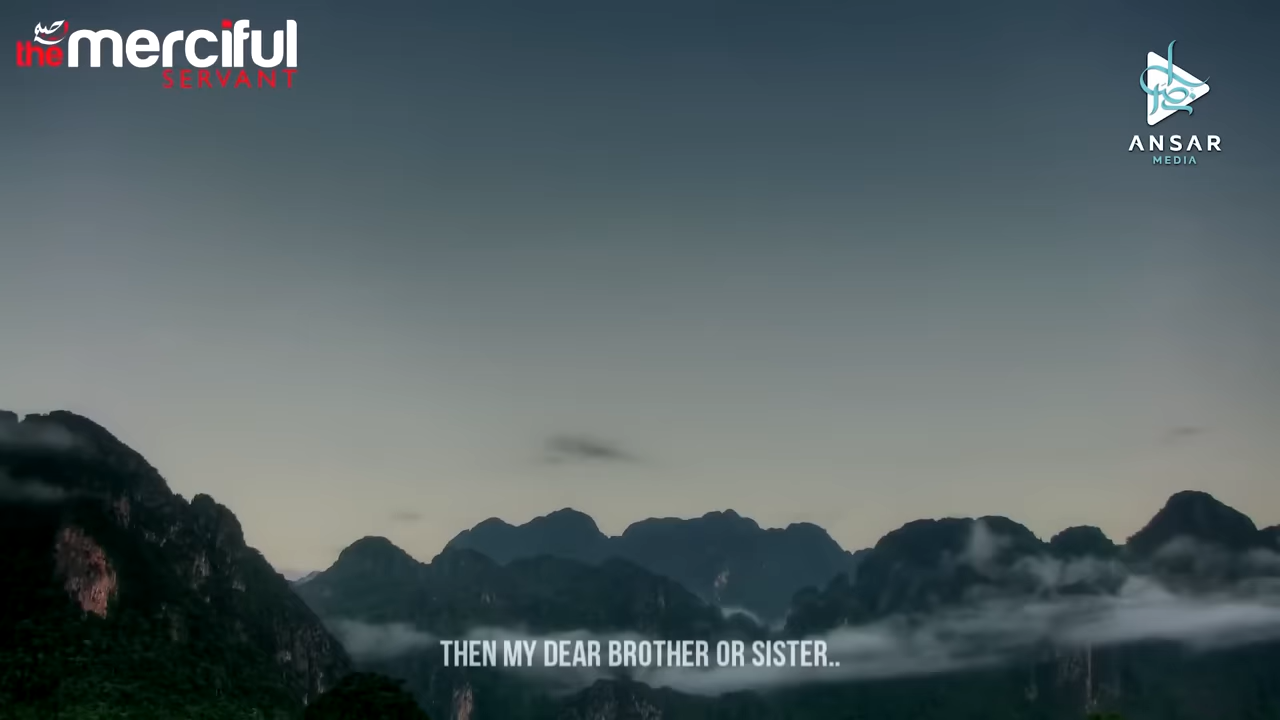 the merciful
SERVANT
ANSAR
MEDIA
THEN MY DEAR BROTHER OR SISTER..